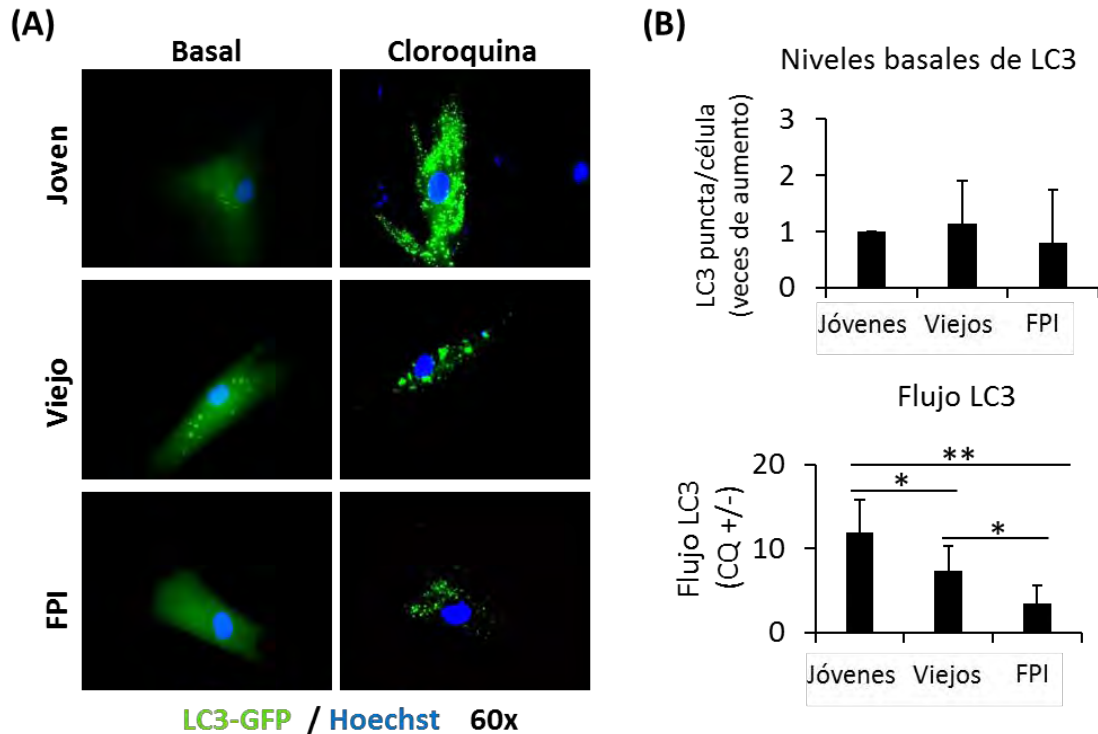 (A)
Basal
Cloroquina
Joven
Viejo
FPI
LC3-GFP / Hoechst 60x
(B)
Niveles basales de LC3
LC3 puncta/célula
(veces de aumento)
3
2
1
0
Jóvenes Viejos FPI
Flujo LC3
Flujo LC3
(CQ +/-)
20
10
0
**
*
*
Jóvenes Viejos FPI